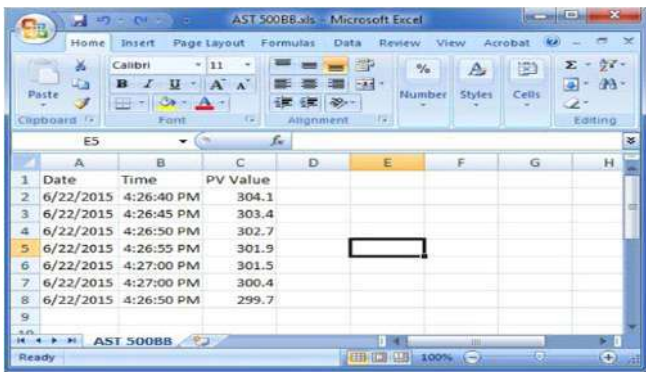 AST 500BB.xls - Microsoft Excel
Home Insert Page Layout Formulas Data Review View Acrobat
Paste
Calibri 11
B I U A A
Number Styles Cells
Clipboard Font Alignment Editing
E5 fx
A B C D E F G H
1 Date Time PV Value
2 6/22/2015 4:26:40 PM 304.1
3 6/22/2015 4:26:45 PM 303.4
4 6/22/2015 4:26:50 PM 302.7
5 6/22/2015 4:26:55 PM 301.9
6 6/22/2015 4:27:00 PM 301.5
7 6/22/2015 4:27:00 PM 300.4
8 6/22/2015 4:26:50 PM 299.7
9
10
AST 500BB
Ready 100%